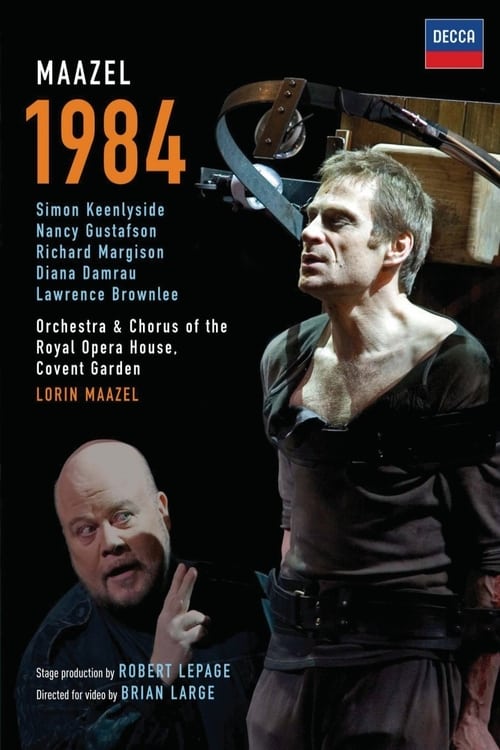 DECCA
MAAZEL
1984
Simon Keenlyside
Nancy Gustafson
Richard Margison
Diana Damrau
Lawrence Brownlee
Orchestra & Chorus of the
Royal Opera House,
Covent Garden
LORIN MAAZEL
Stage production by ROBERT LEPAGE
Directed for video by BRIAN LARGE